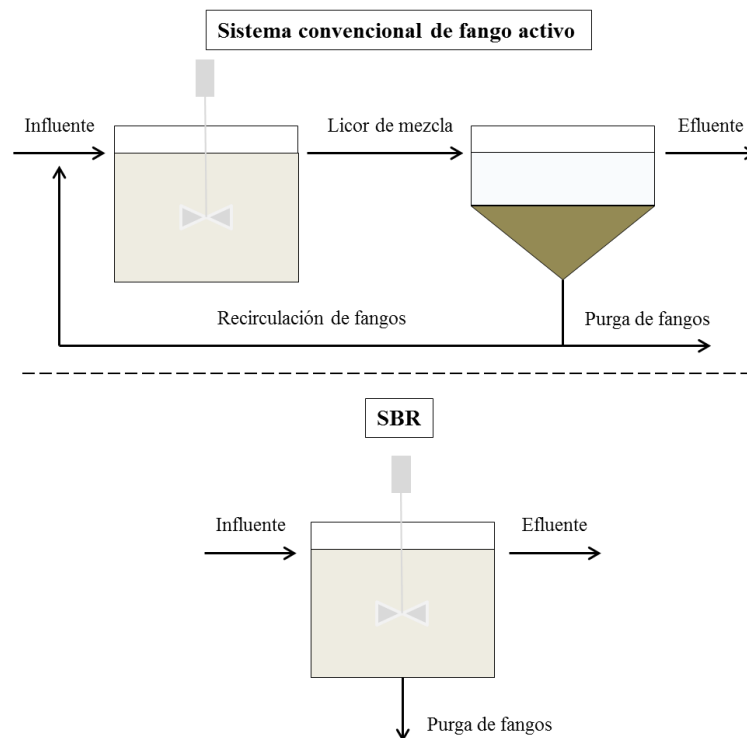 Sistema convencional de fango activo
Influente
Licor de mezcla
Efluente
Recirculación de fangos
Purga de fangos
SBR
Influente
Efluente
Purga de fangos